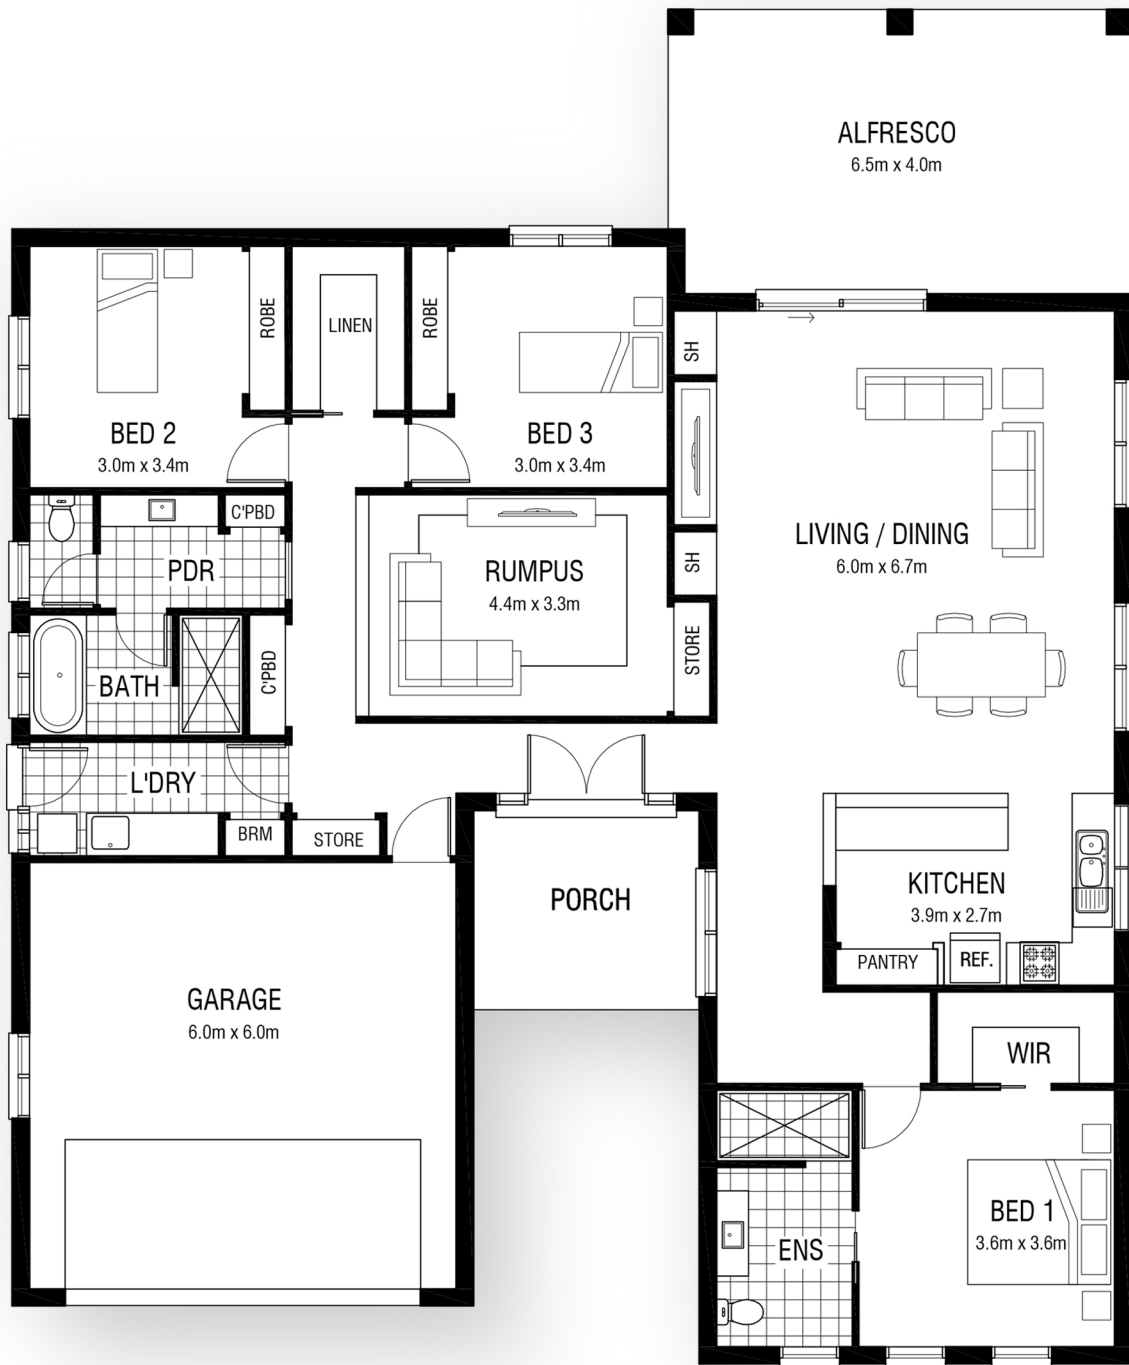 ALFRESCO
6.5m x 4.0m
ROBE
LINEN
ROBE
SH
BED 2
3.0m x 3.4m
BED 3
3.0m x 3.4m
C'PBD
PDR
RUMPUS
4.4m x 3.3m
LIVING / DINING
6.0m x 6.7m
SH
STORE
BATH
C'PBD
L'DRY
BRM
STORE
PORCH
KITCHEN
3.9m x 2.7m
PANTRY
REF.
GARAGE
6.0m x 6.0m
WIR
BED 1
3.6m x 3.6m
ENS